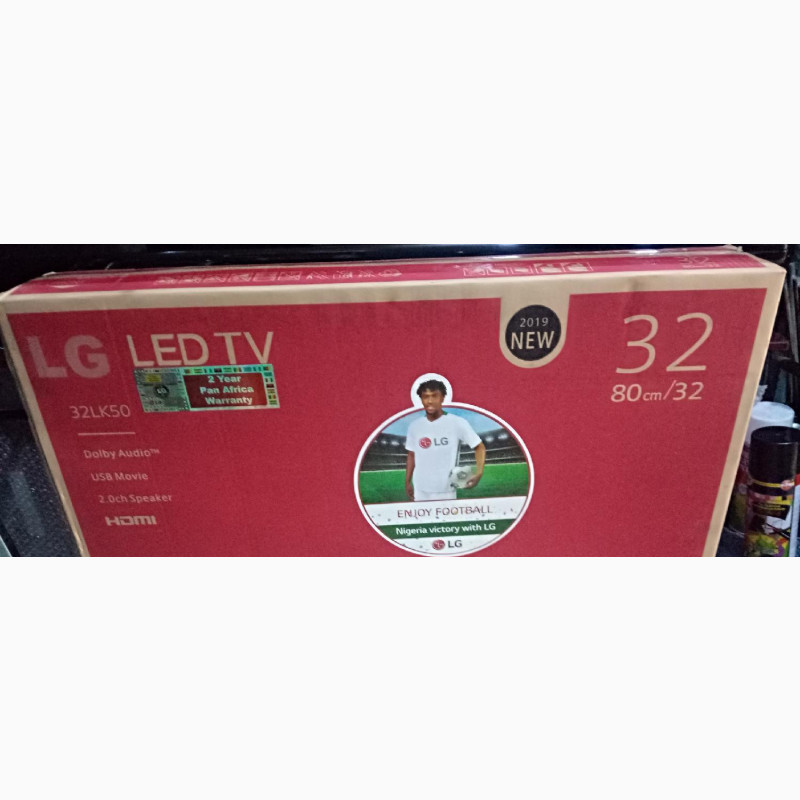 LG LED TV
2 Year
Pan Africa
Warranty
32LK50
Dolby Audio™
USB Movie
2.0ch Speaker
HDMI
2019
NEW
32
80cm/32
LG
ENJOY FOOTBALL
Nigeria victory with LG
LG
32